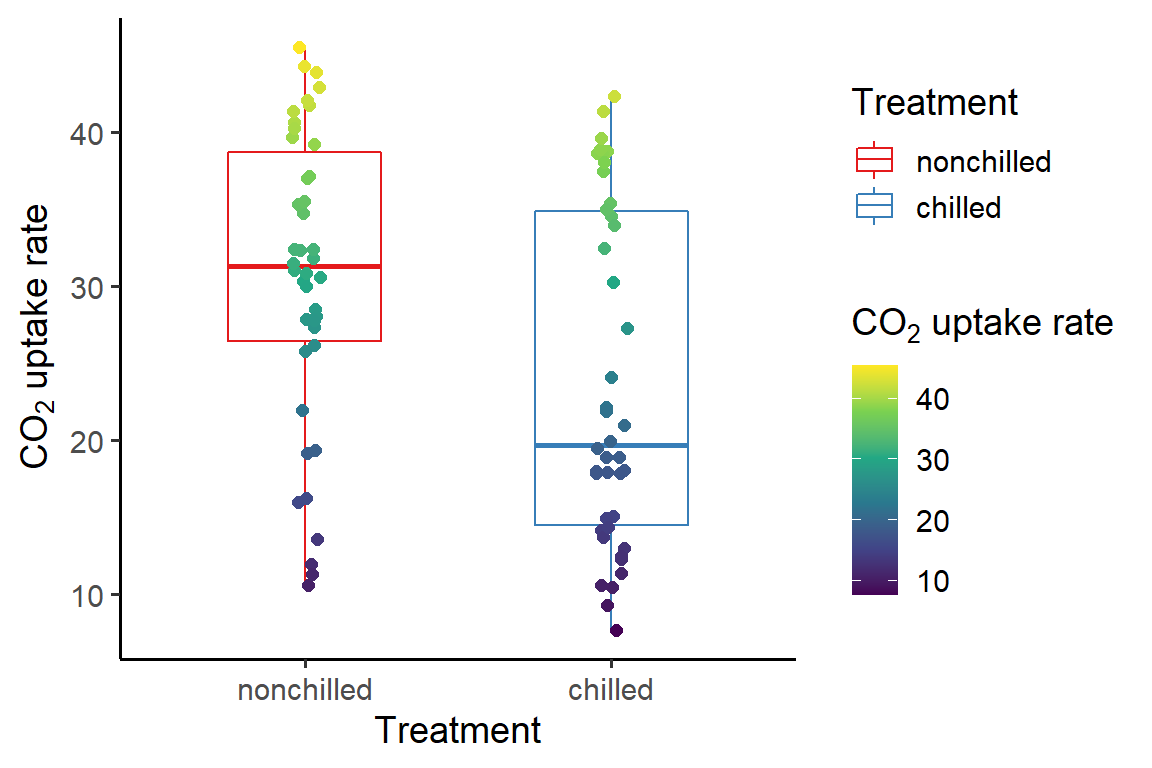 CO₂ uptake rate
40
30
20
10
nonchilled
chilled
Treatment
Treatment
nonchilled
chilled
CO₂ uptake rate
40
30
20
10